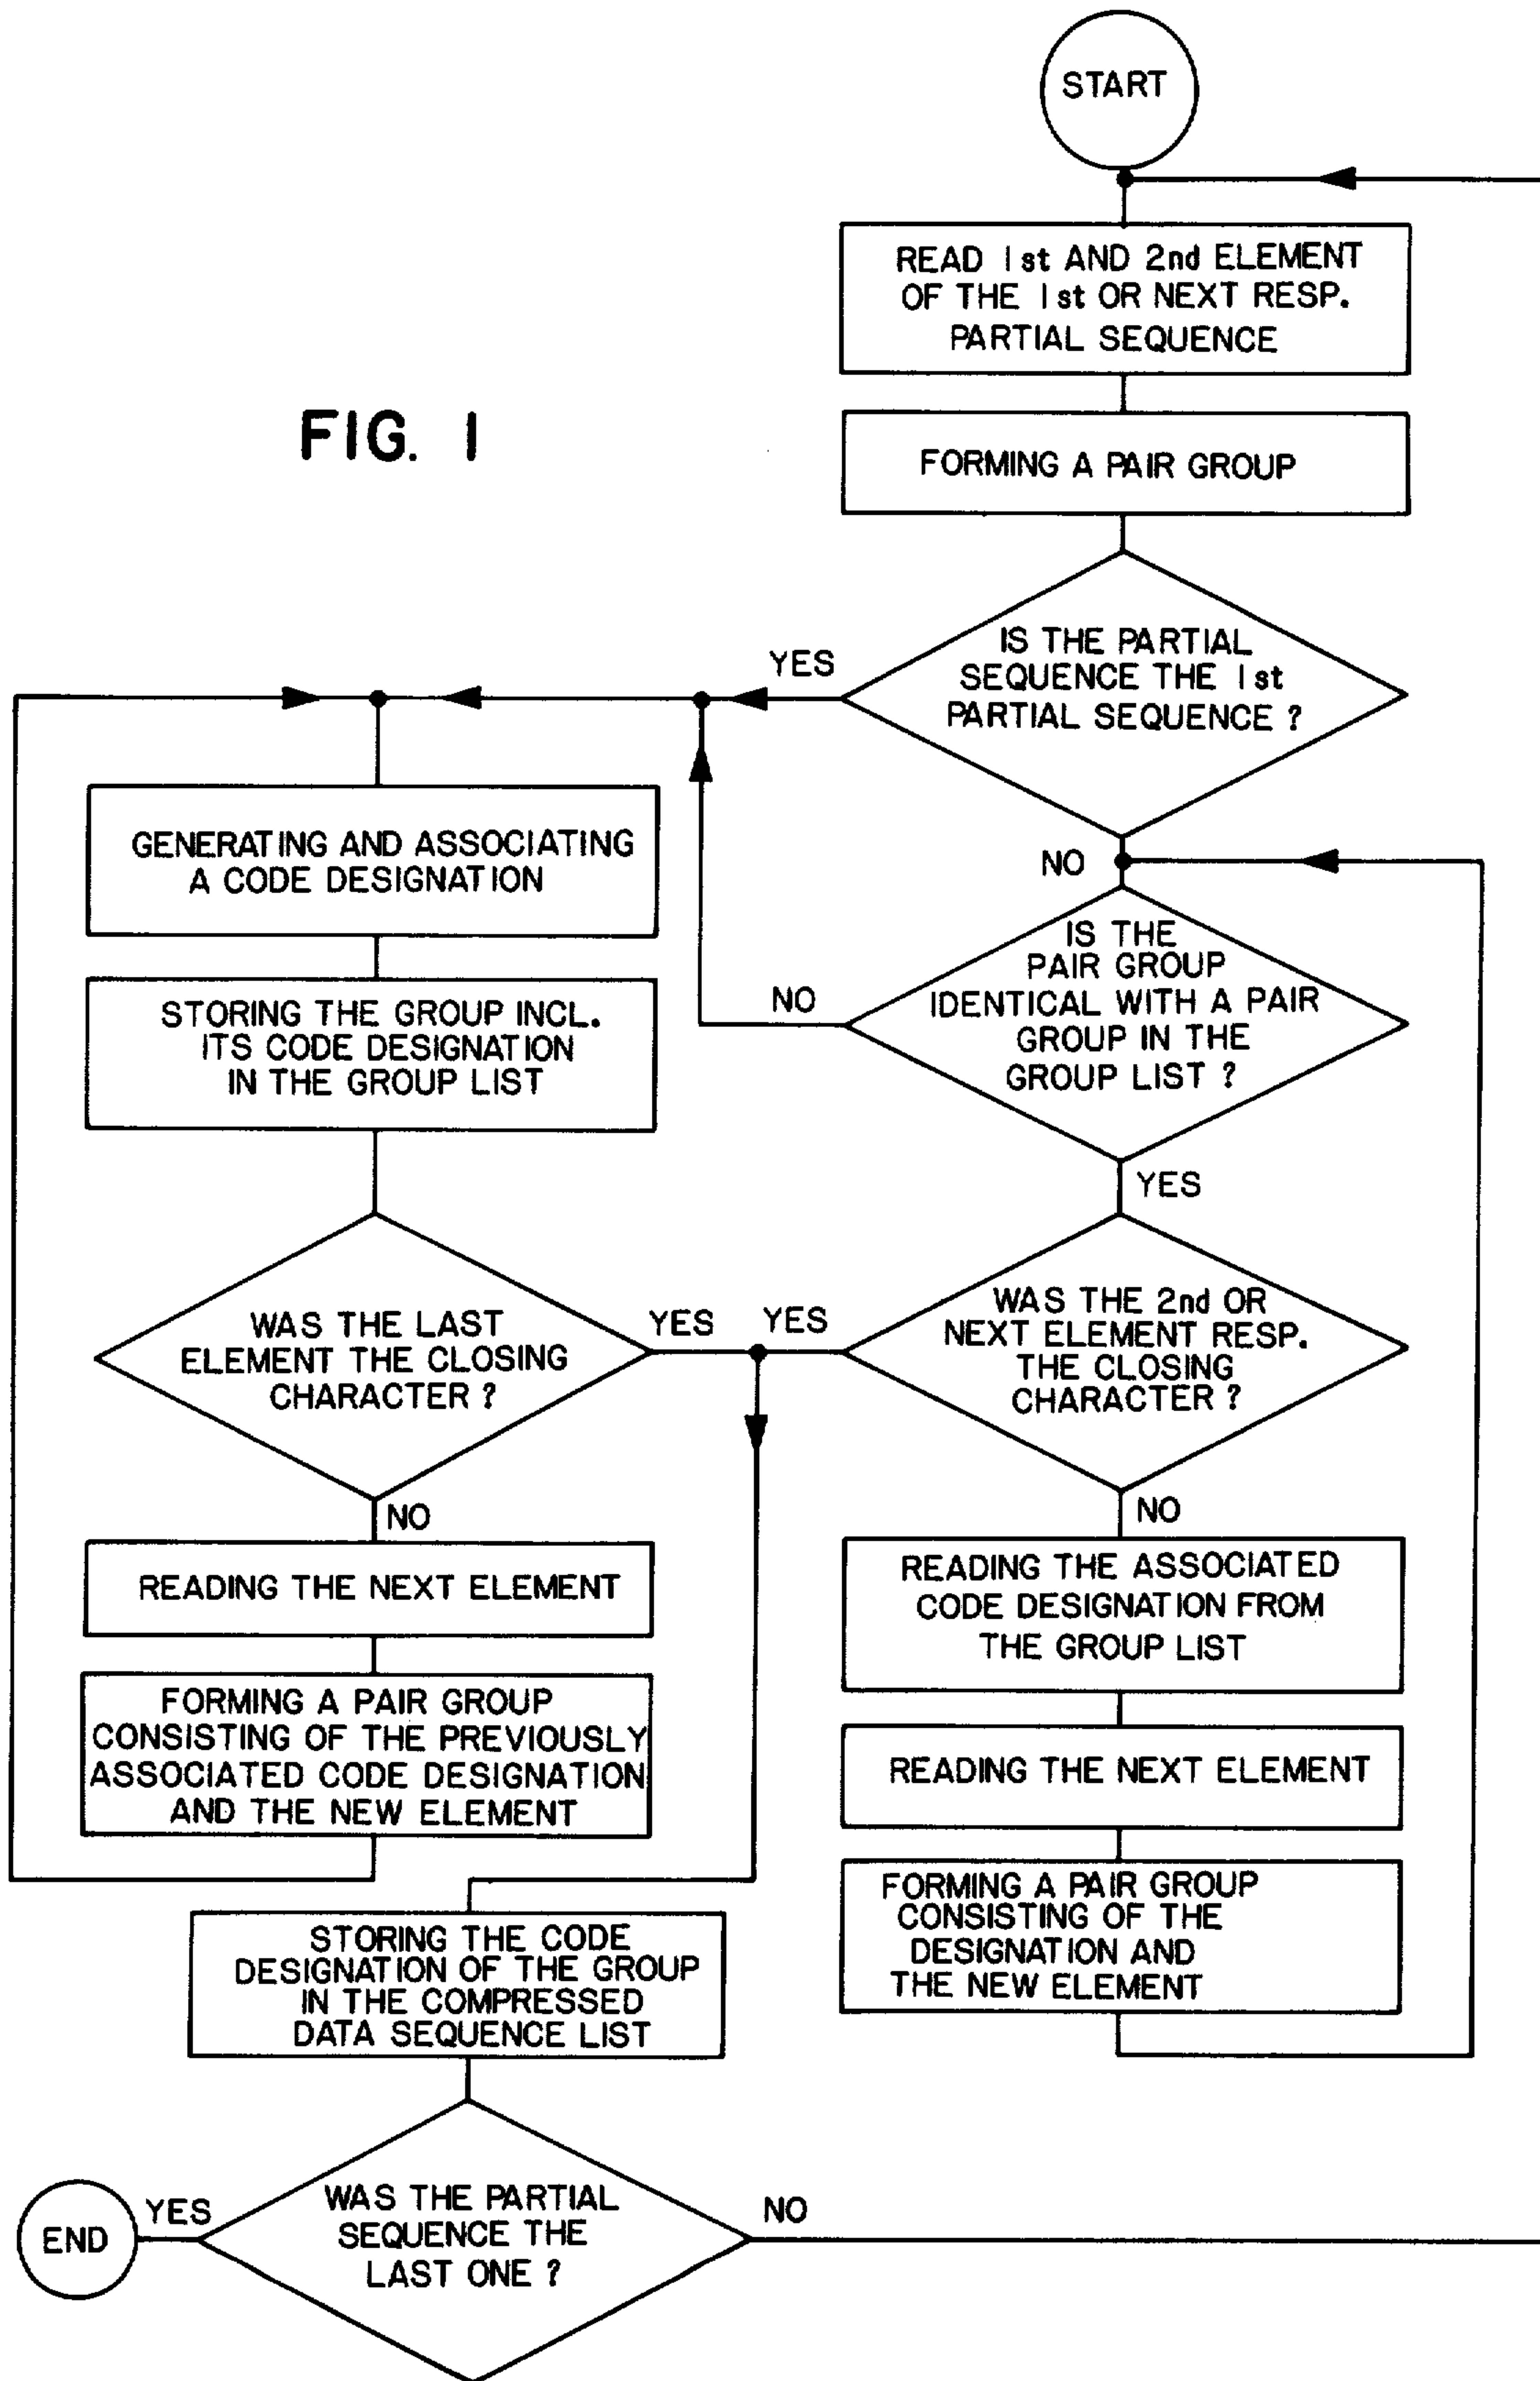 START
READ 1st AND 2nd ELEMENT
OF THE 1st OR NEXT RESP.
PARTIAL SEQUENCE
FIG. 1
FORMING A PAIR GROUP
IS THE PARTIAL
SEQUENCE THE 1st
PARTIAL SEQUENCE ?
YES
NO
GENERATING AND ASSOCIATING
A CODE DESIGNATION
IS THE
PAIR GROUP
IDENTICAL WITH A PAIR
GROUP IN THE
GROUP LIST ?
NO
YES
STORING THE GROUP INCL.
ITS CODE DESIGNATION
IN THE GROUP LIST
WAS THE LAST
ELEMENT THE CLOSING
CHARACTER ?
YES
YES
WAS THE 2nd OR
NEXT ELEMENT RESP.
THE CLOSING
CHARACTER ?
NO
NO
READING THE NEXT ELEMENT
READING THE ASSOCIATED
CODE DESIGNATION FROM
THE GROUP LIST
FORMING A PAIR GROUP
CONSISTING OF THE PREVIOUSLY
ASSOCIATED CODE DESIGNATION
AND THE NEW ELEMENT
READING THE NEXT ELEMENT
FORMING A PAIR GROUP
CONSISTING OF THE
DESIGNATION AND
THE NEW ELEMENT
STORING THE CODE
DESIGNATION OF THE GROUP
IN THE COMPRESSED
DATA SEQUENCE LIST
WAS THE PARTIAL
SEQUENCE THE
LAST ONE ?
YES
NO
END